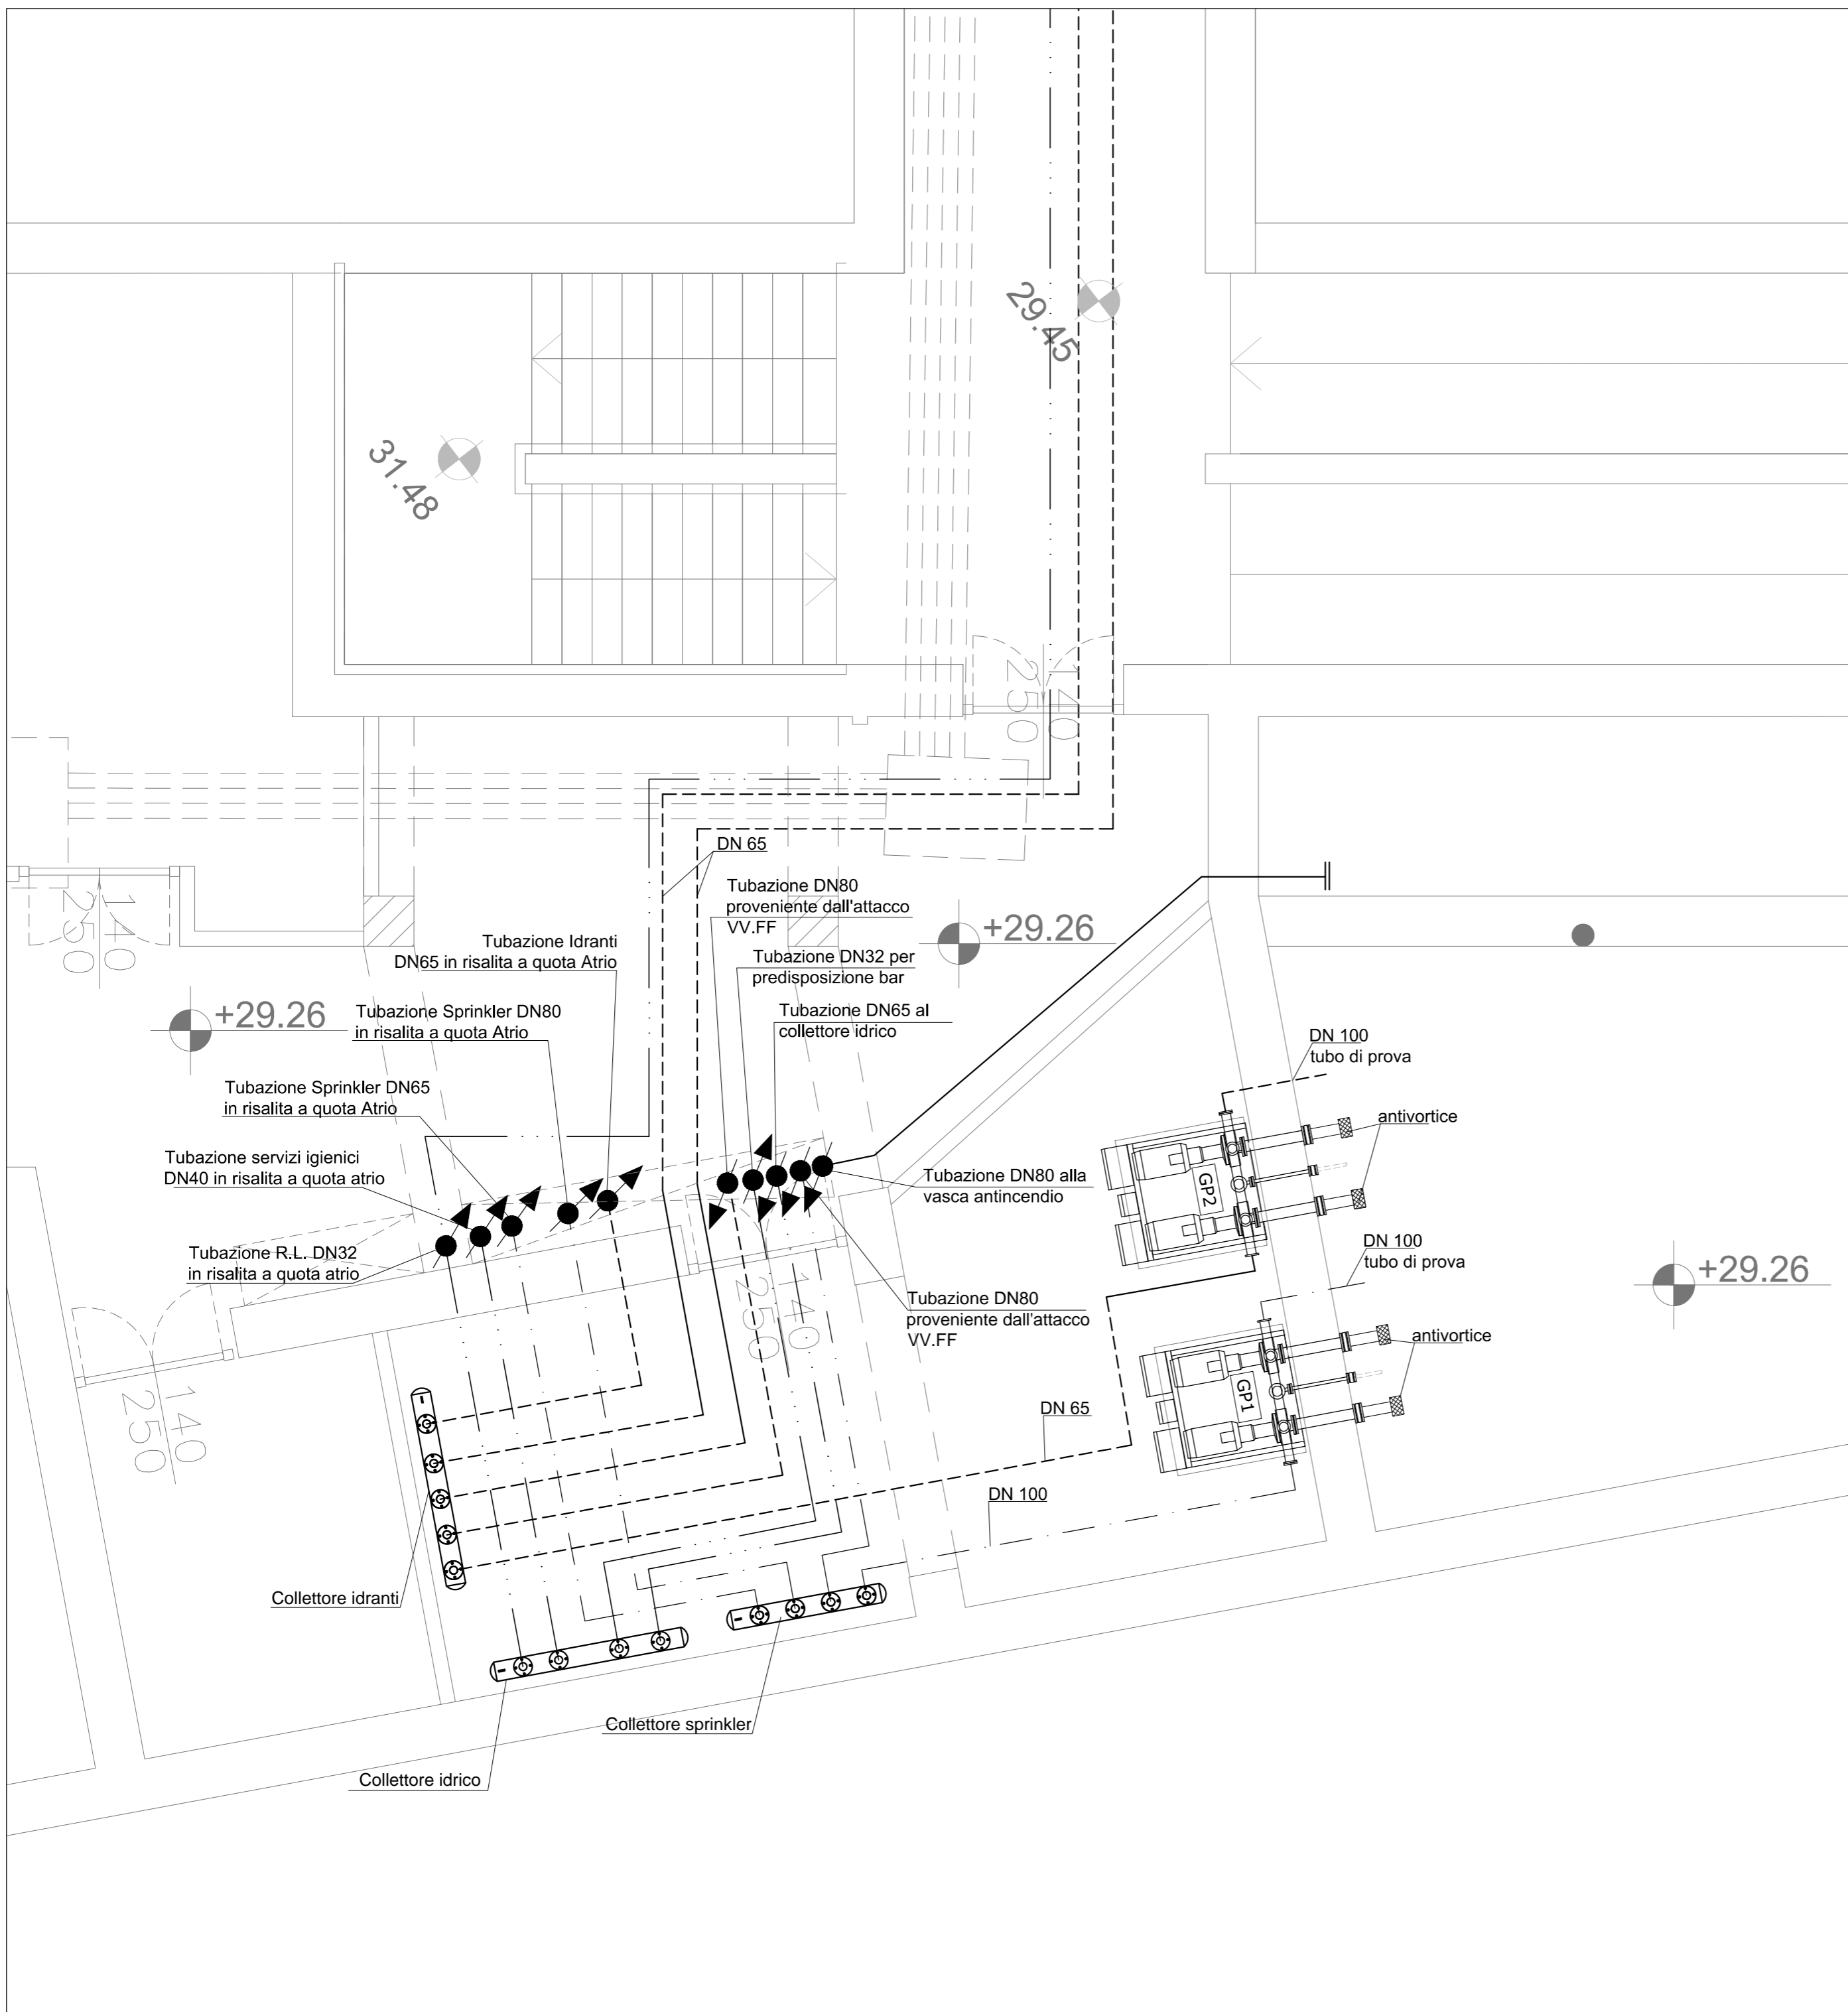 29.45
31.48
140
250
DN 65
Tubazione DN80
proveniente dall'attacco
VV.FF
140
250
+29.26
Tubazione Idranti
DN65 in risalita a quota Atrio
Tubazione DN32 per
predisposizione bar
Tubazione Sprinkler DN80
in risalita a quota Atrio
+29.26
Tubazione DN65 al
collettore idrico
DN 100
tubo di prova
Tubazione Sprinkler DN65
in risalita a quota Atrio
antivortice
Tubazione servizi igienici
DN40 in risalita a quota atrio
Tubazione DN80 alla
vasca antincendio
GP2
Tubazione R.L. DN32
in risalita a quota atrio
DN 100
tubo di prova
+29.26
140
250
Tubazione DN80
proveniente dall'attacco
VV.FF
antivortice
GP1
140
250
DN 65
DN 100
Collettore idranti
Collettore sprinkler
Collettore idrico